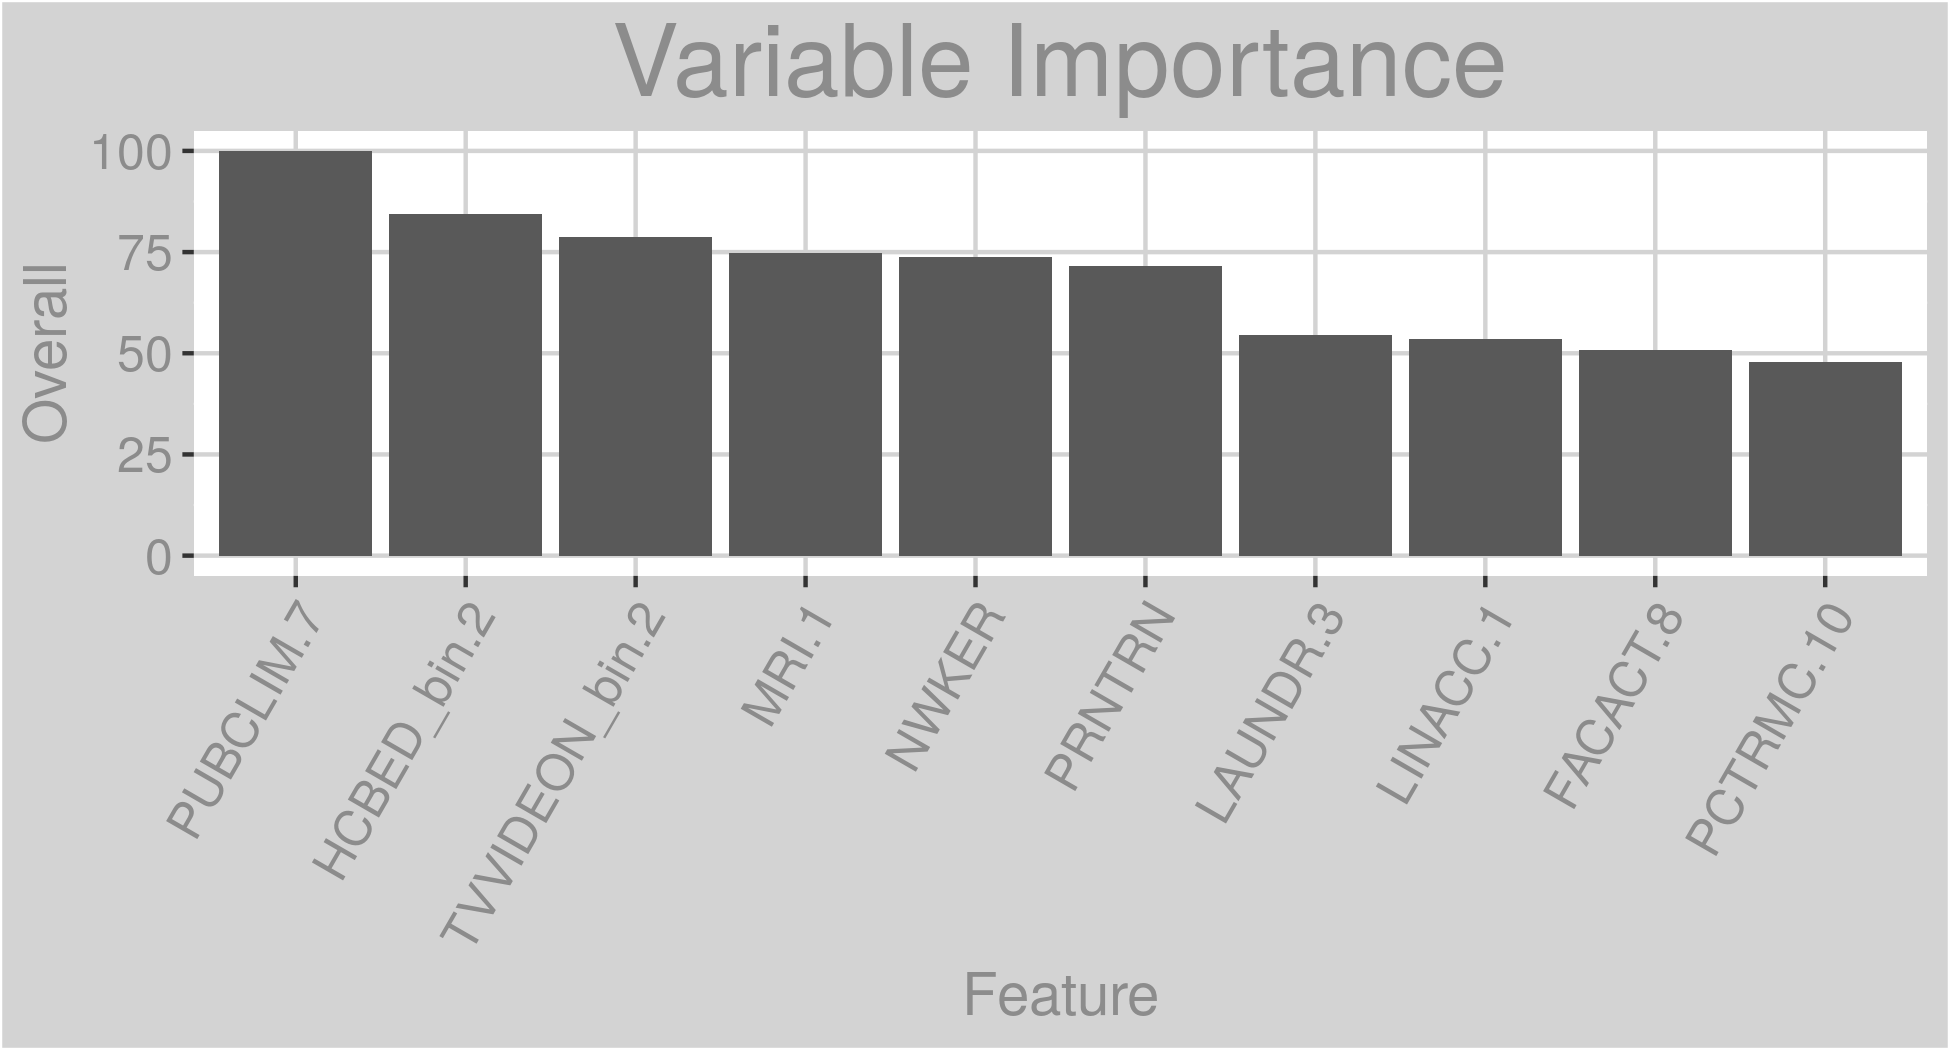 Variable Importance
Overall
100
75
50
25
0
PUBCLIM.7
HCBED_bin.2
TVVIDEON_bin.2
MRI.1
NWKER
PRNTRN
LAUNDR.3
LINACC.1
FACACT.8
PCTRMC.10
Feature